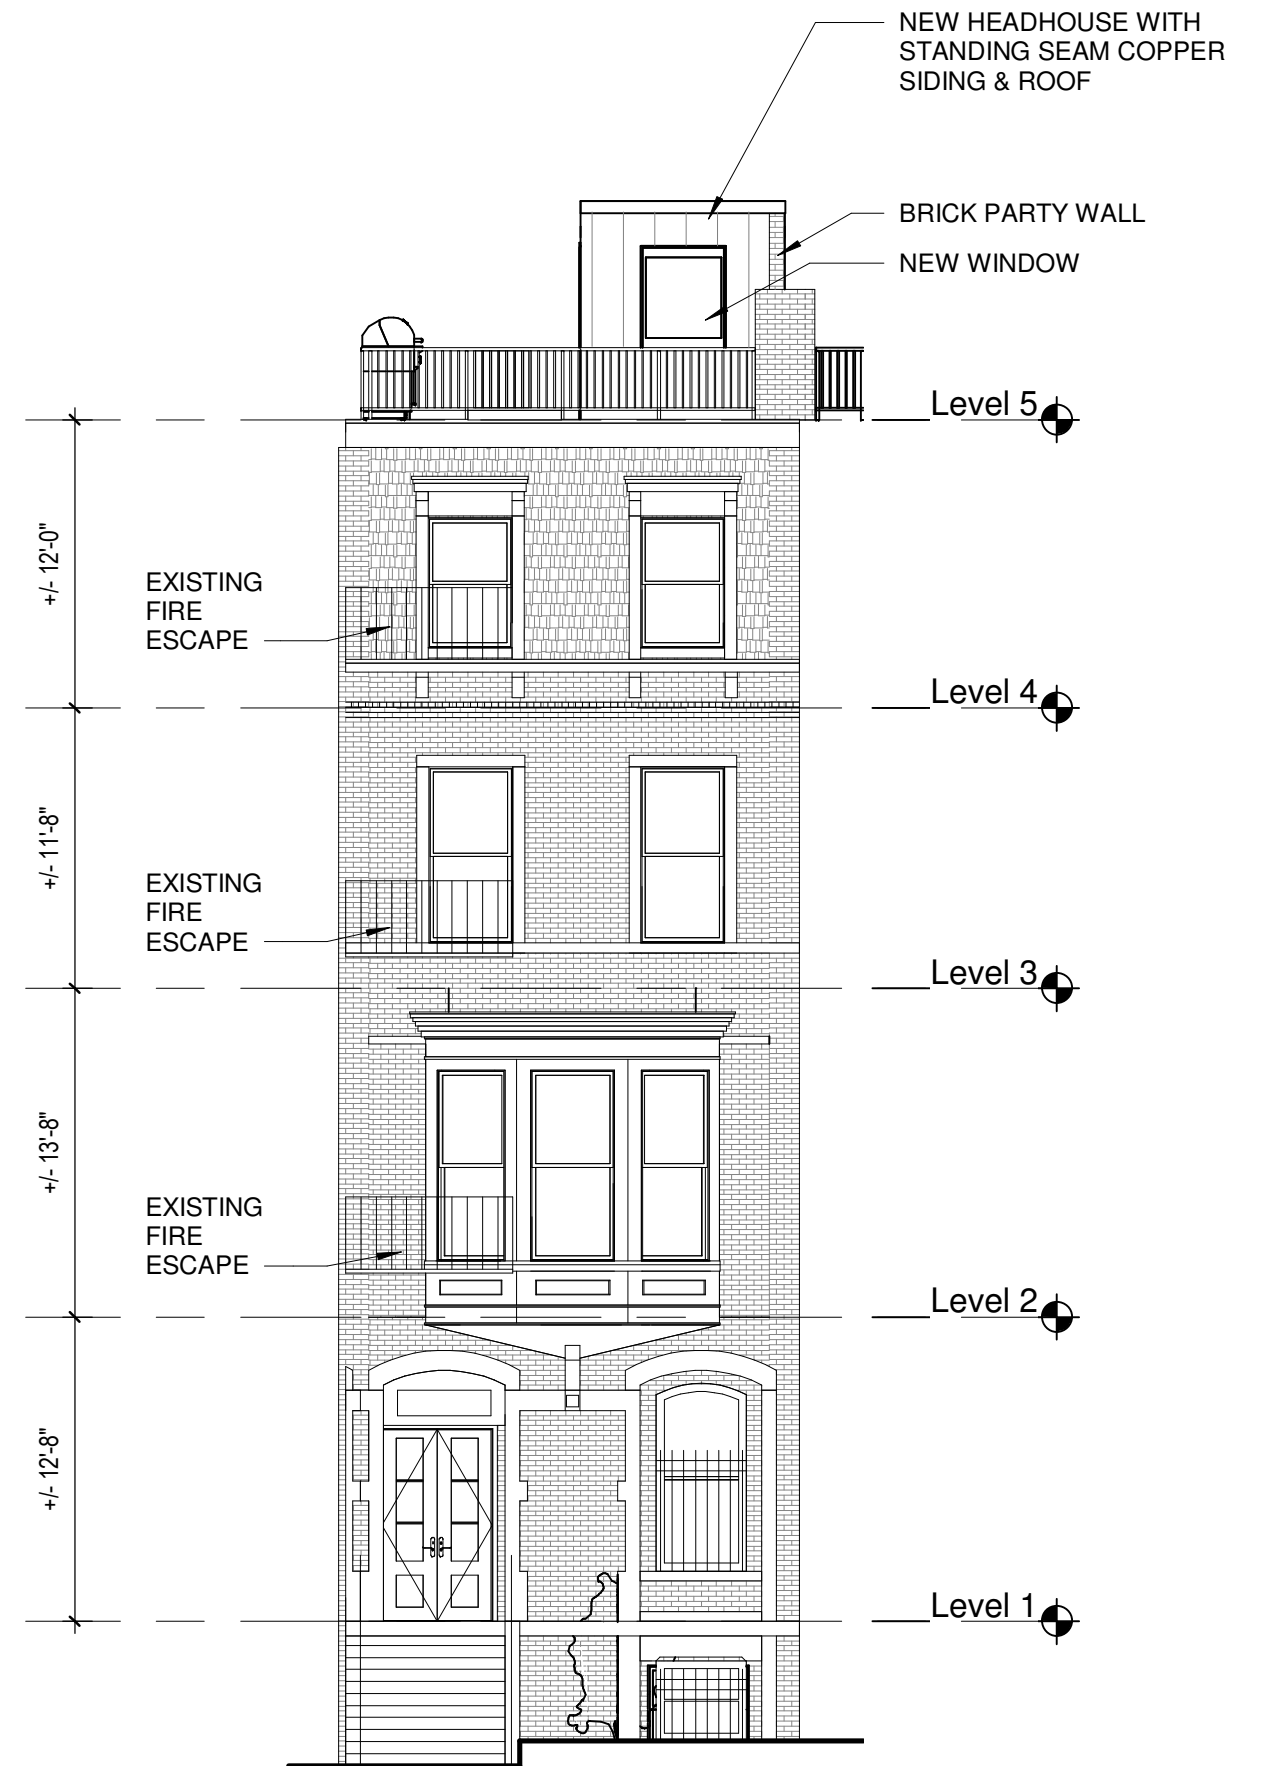 NEW HEADHOUSE WITH
STANDING SEAM COPPER
SIDING & ROOF
BRICK PARTY WALL
NEW WINDOW
Level 5
+/- 12'-0"
EXISTING
FIRE
ESCAPE
Level 4
+/- 11'-8"
EXISTING
FIRE
ESCAPE
Level 3
+/- 13'-8"
EXISTING
FIRE
ESCAPE
Level 2
+/- 12'-8"
Level 1